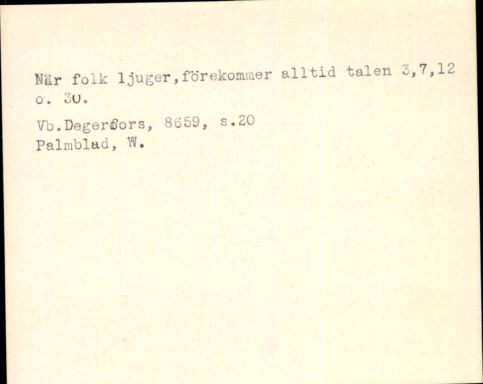 När folk ljuger,förekommer alltid talen 3,7,12
o. 30.
Vb.Degerfors, 8659, s.20
Palmblad, W.